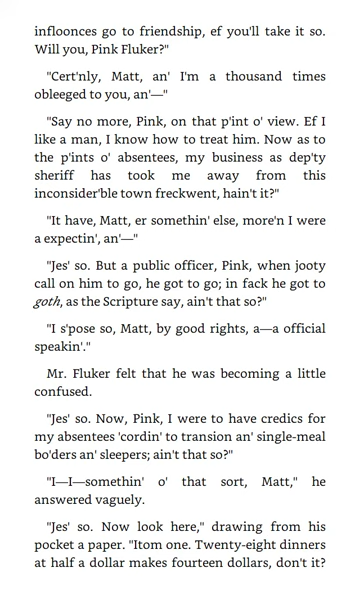 infloonces go to friendship, ef you'll take it so.
Will you, Pink Fluker?"
"Cert'nly, Matt, an' I'm a thousand times
obleeged to you, an'—"
"Say no more, Pink, on that p'int o' view. Ef I
like a man, I know how to treat him. Now as to
the p'ints o' absentees, my business as dep'ty
sheriff has took me away from this
inconsider'ble town freckwent, hain't it?"
"It have, Matt, er somethin' else, more'n I were
a expectin', an'—"
"Jes' so. But a public officer, Pink, when jooty
call on him to go, he got to go; in fack he got to
goth, as the Scripture say, ain't that so?"
"I s'pose so, Matt, by good rights, a—a official
speakin'."
Mr. Fluker felt that he was becoming a little
confused.
"Jes' so. Now, Pink, I were to have credics for
my absentees 'cordin' to transion an' single-meal
bo'ders an' sleepers; ain't that so?"
"I—I—somethin' o' that sort, Matt," he
answered vaguely.
"Jes' so. Now look here," drawing from his
pocket a paper. "Itom one. Twenty-eight dinners
at half a dollar makes fourteen dollars, don't it?